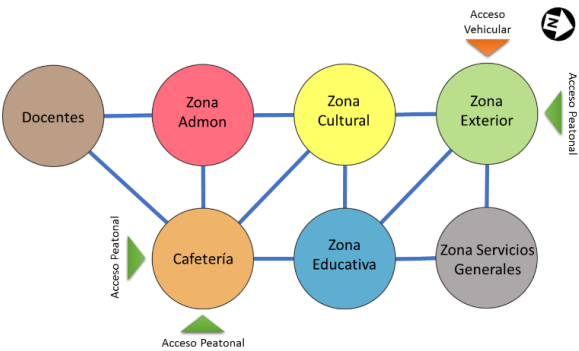 Acceso
Vehicular
N
Docentes
Zona
Admon
Zona
Cultural
Zona
Exterior
Acceso Peatonal
Acceso Peatonal
Cafetería
Zona
Educativa
Zona Servicios
Generales
Acceso Peatonal